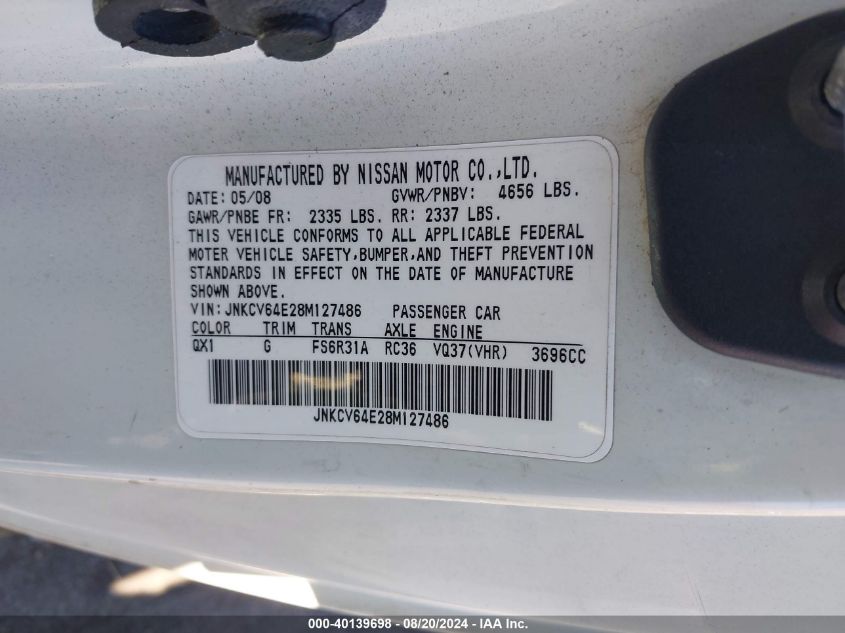 MANUFACTURED BY NISSAN MOTOR CO.,LTD.
DATE: 05/08 GVWR/PNBV: 4656 LBS.
GAWR/PNBE FR: 2335 LBS. RR: 2337 LBS.
THIS VEHICLE CONFORMS TO ALL APPLICABLE FEDERAL
MOTER VEHICLE SAFETY,BUMPER,AND THEFT PREVENTION
STANDARDS IN EFFECT ON THE DATE OF MANUFACTURE
SHOWN ABOVE.
VIN: JNKCV64E28M127486 PASSENGER CAR
COLOR TRIM TRANS AXLE ENGINE
QX1 G FS6R31A RC36 VQ37(VHR) 3696CC
JNKCV64E28M127486
000-40139698 - 08/20/2024 - IAA Inc.